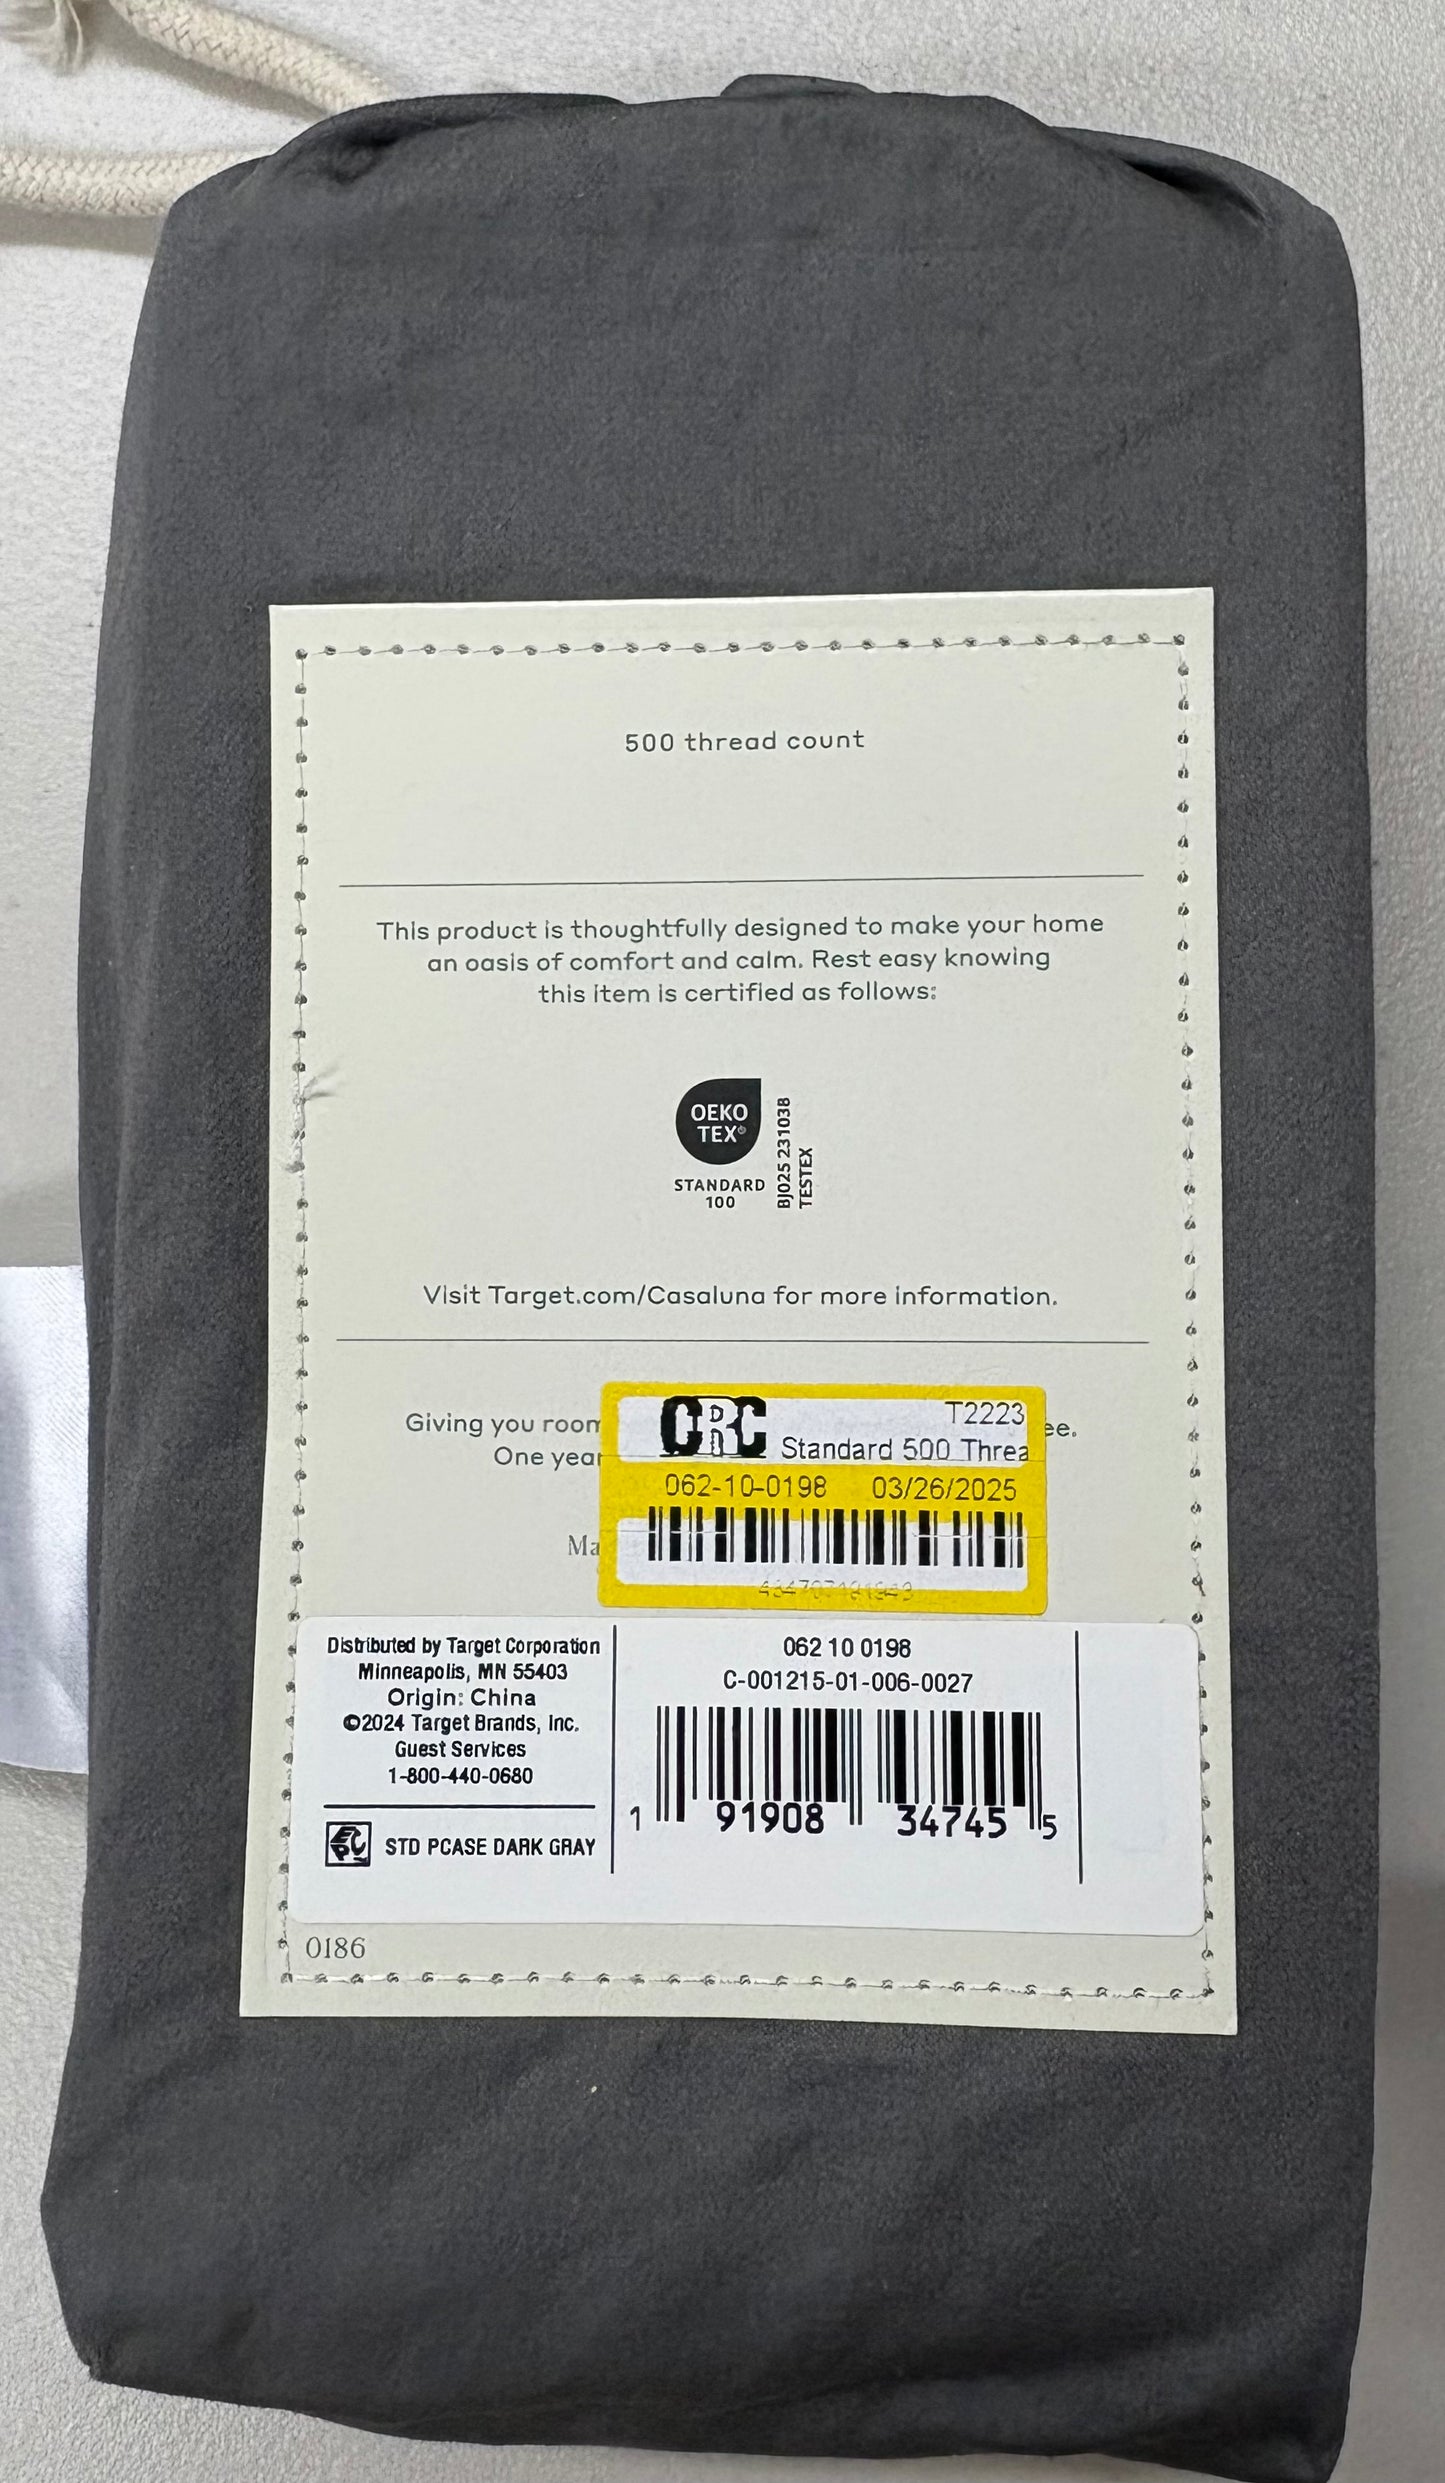 500 thread count
This product is thoughtfully designed to make your home
an oasis of comfort and calm. Rest easy knowing
this item is certified as follows:
OEKO
TEX®
STANDARD
100
BJ025 231038
TESTEX
Visit Target.com/Casaluna for more information.
Giving you room
One year
CRC
T2223
Standard 500 Threa
062-10-0198 03/26/2025
Distributed by Target Corporation
Minneapolis, MN 55403
Origin: China
©2024 Target Brands, Inc.
Guest Services
1-800-440-0680
STD PCASE DARK GRAY
062 10 0198
C-001215-01-006-0027
1 91908 34745 5
0186